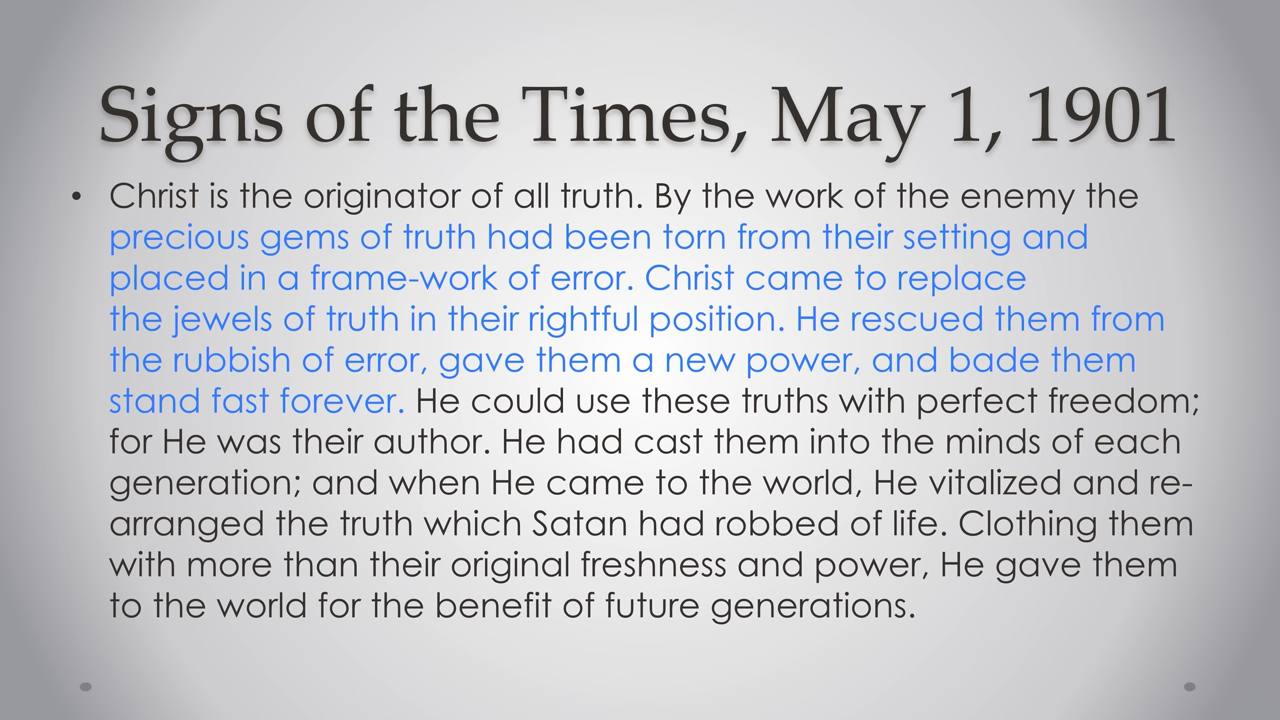 Signs of the Times, May 1, 1901
• Christ is the originator of all truth. By the work of the enemy the
precious gems of truth had been torn from their setting and
placed in a frame-work of error. Christ came to replace
the jewels of truth in their rightful position. He rescued them from
the rubbish of error, gave them a new power, and bade them
stand fast forever. He could use these truths with perfect freedom;
for He was their author. He had cast them into the minds of each
generation; and when He came to the world, He vitalized and re-
arranged the truth which Satan had robbed of life. Clothing them
with more than their original freshness and power, He gave them
to the world for the benefit of future generations.